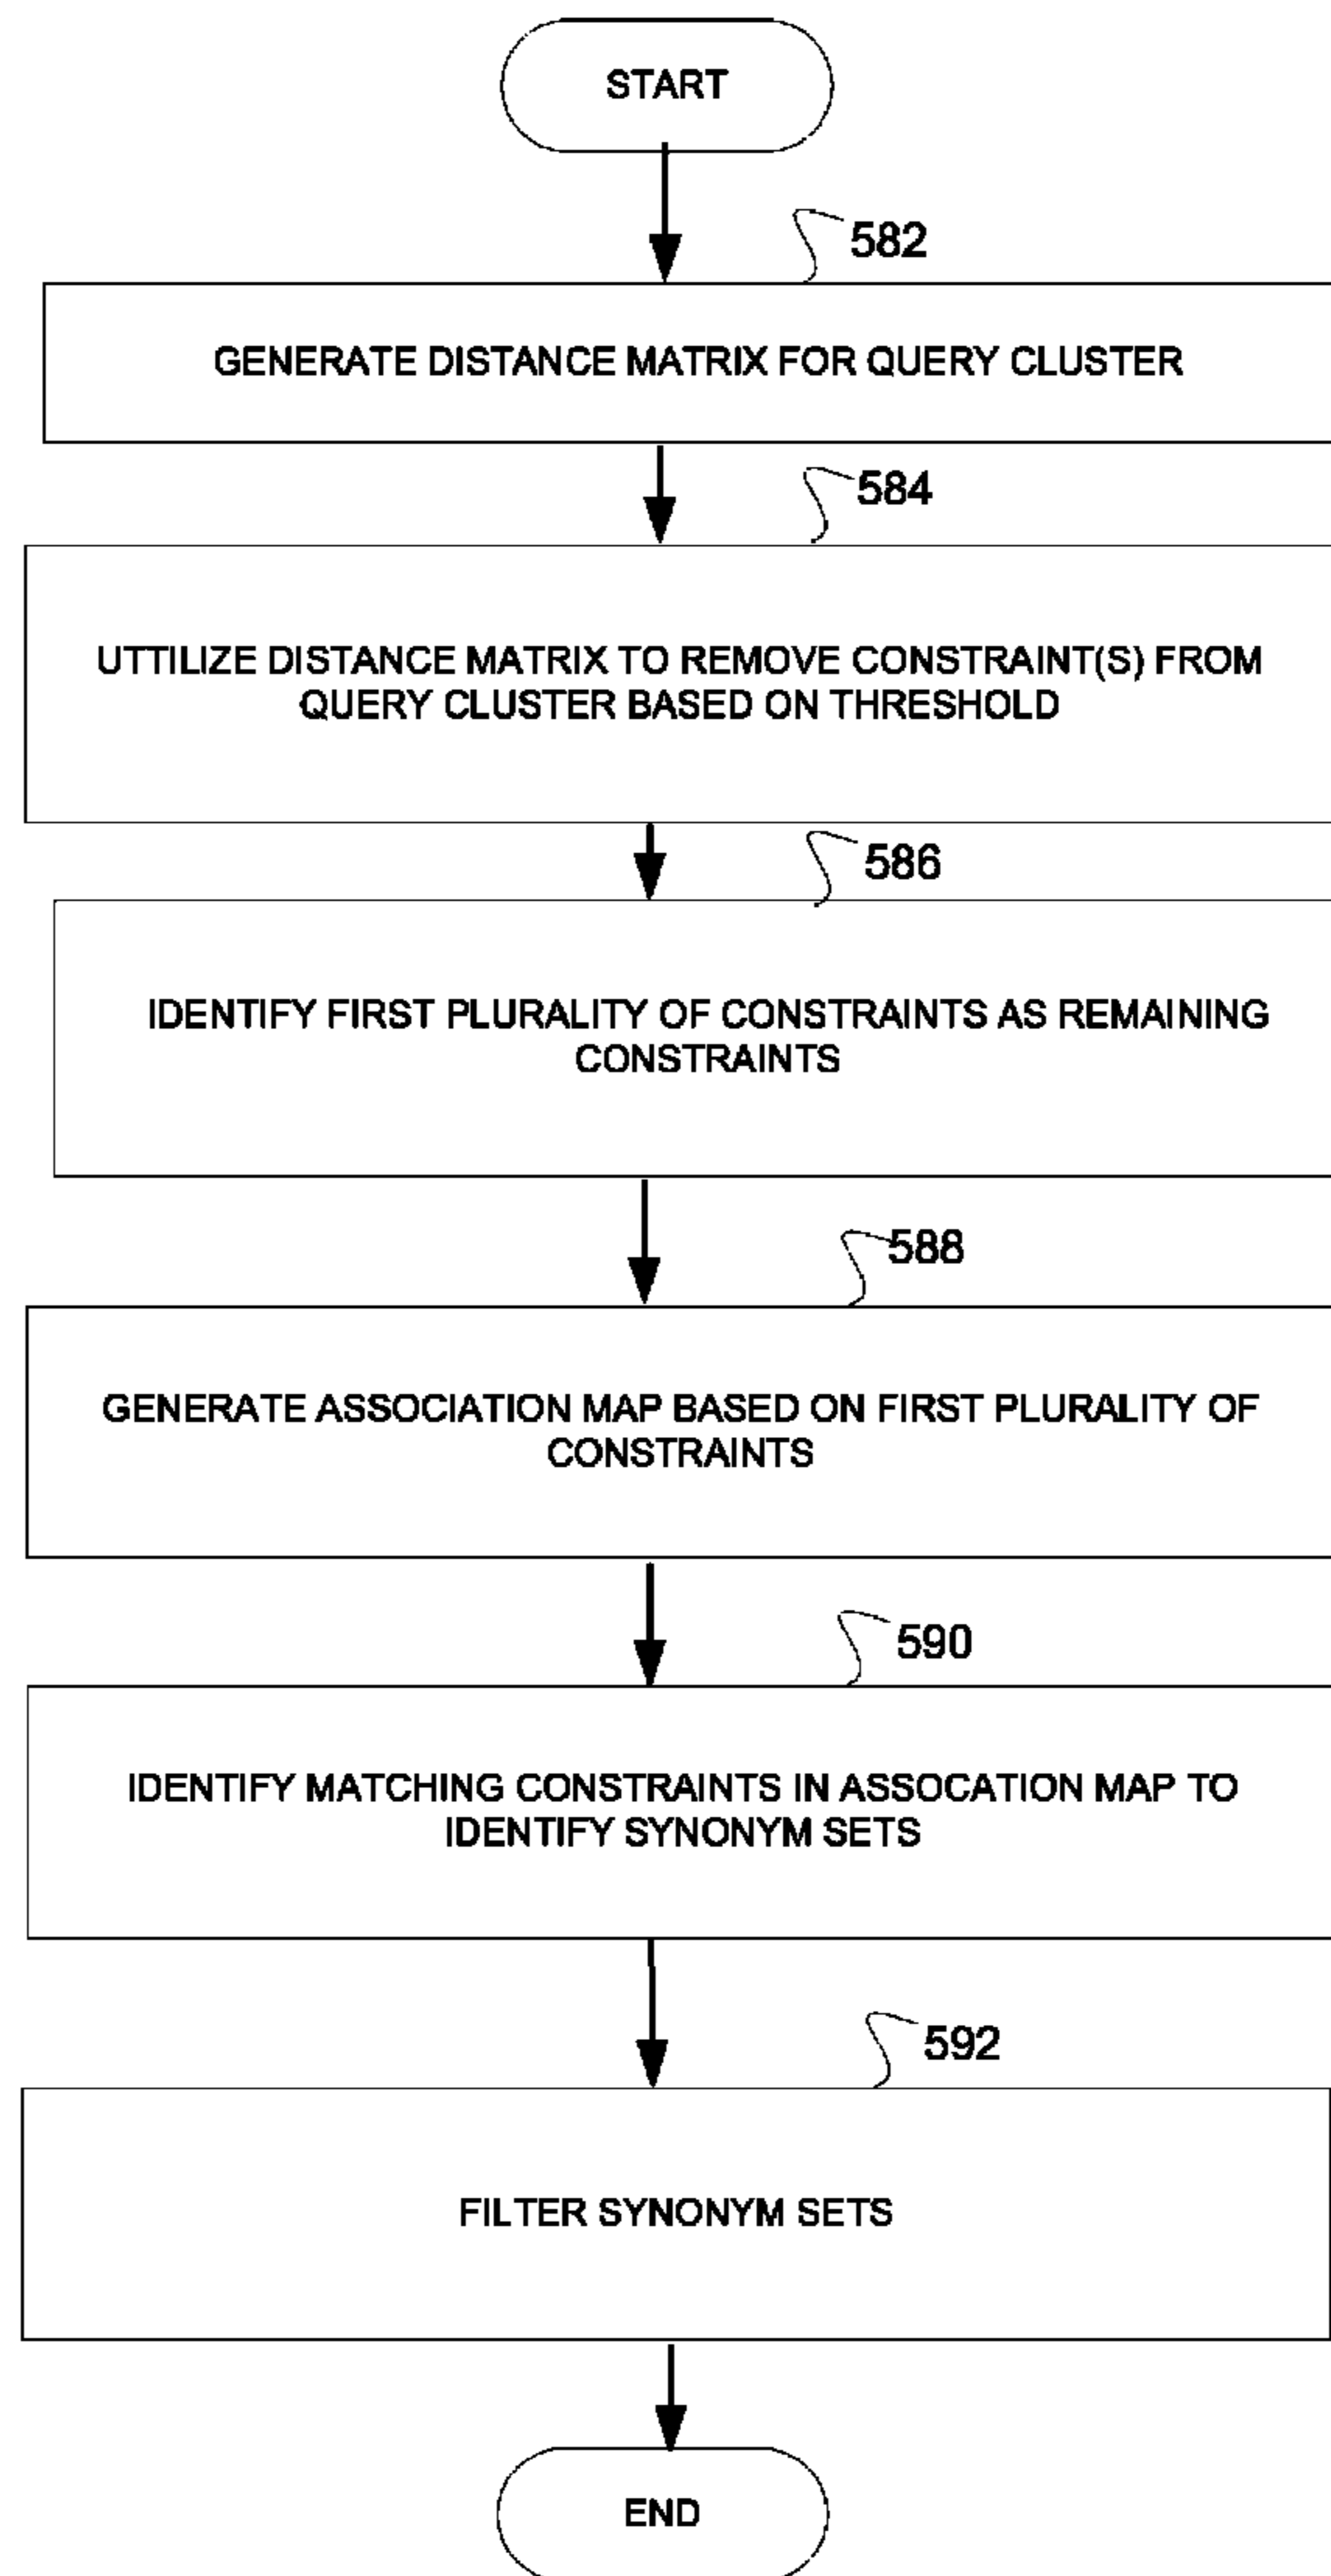 START
582
GENERATE DISTANCE MATRIX FOR QUERY CLUSTER
584
UTTILIZE DISTANCE MATRIX TO REMOVE CONSTRAINT(S) FROM
QUERY CLUSTER BASED ON THRESHOLD
586
IDENTIFY FIRST PLURALITY OF CONSTRAINTS AS REMAINING
CONSTRAINTS
588
GENERATE ASSOCIATION MAP BASED ON FIRST PLURALITY OF
CONSTRAINTS
590
IDENTIFY MATCHING CONSTRAINTS IN ASSOCATION MAP TO
IDENTIFY SYNONYM SETS
592
FILTER SYNONYM SETS
END